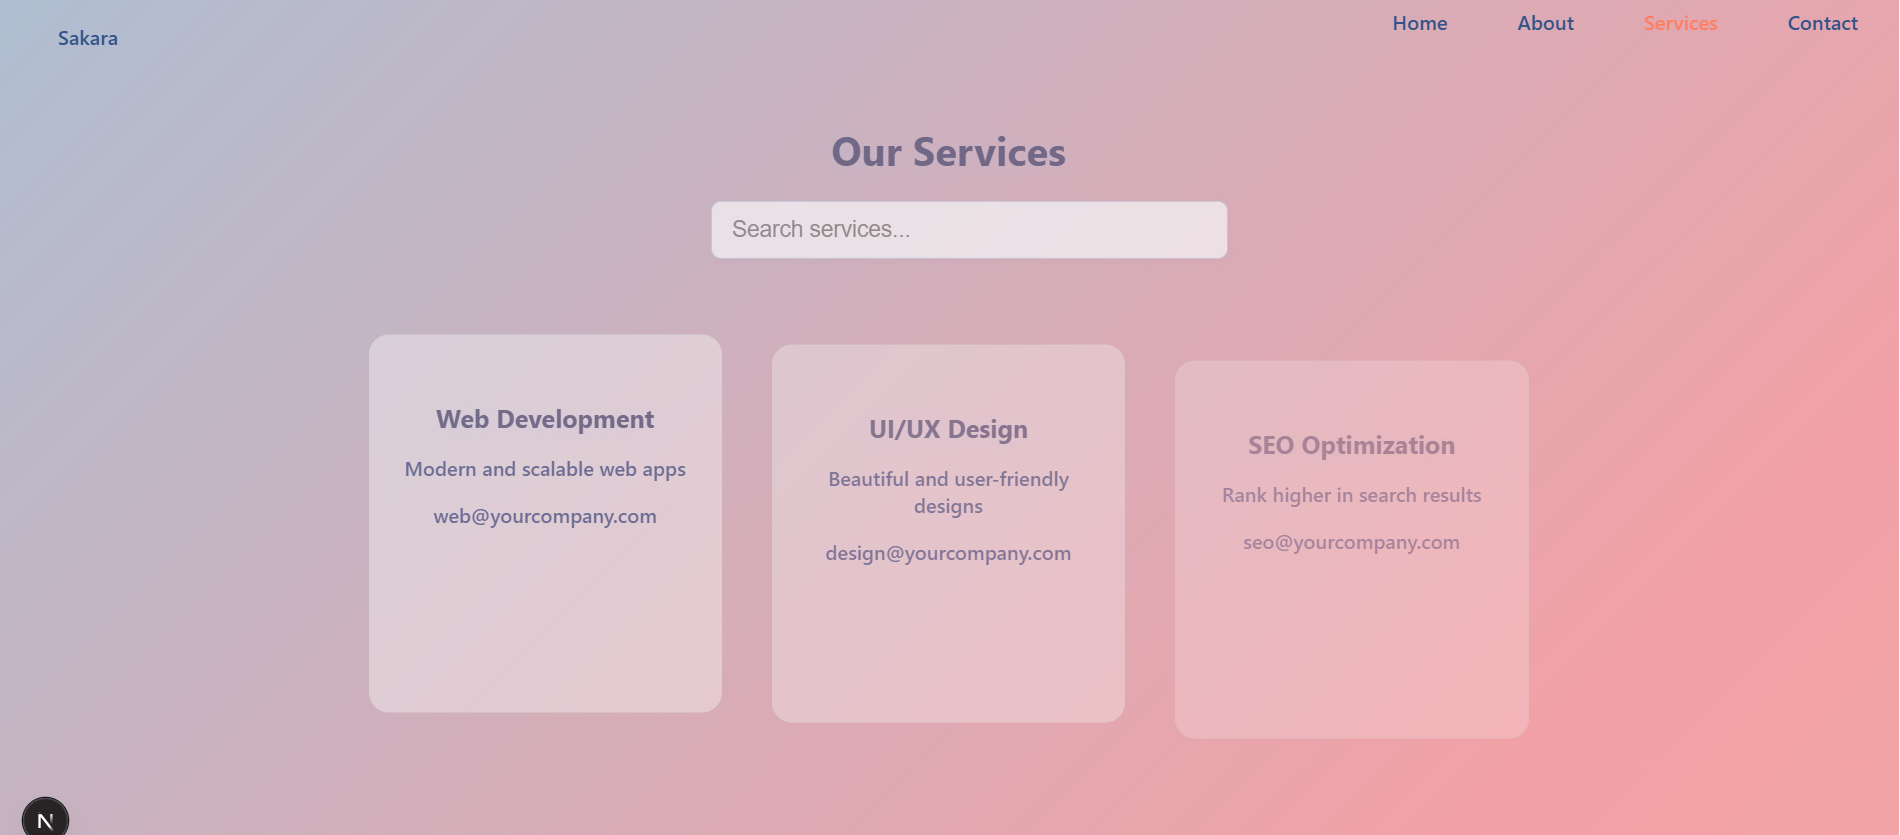 Sakara
Home
About
Services
Contact
Our Services
Search services...
Web Development
Modern and scalable web apps
web@yourcompany.com
UI/UX Design
Beautiful and user-friendly
designs
design@yourcompany.com
SEO Optimization
Rank higher in search results
seo@yourcompany.com
N